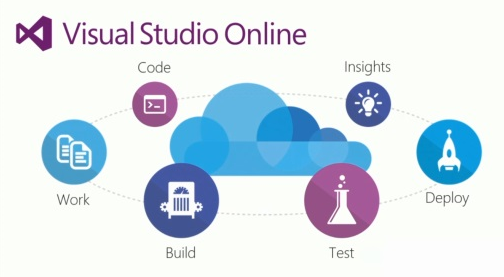 Visual Studio Online
Code
Insights
Work
Deploy
Build
Test